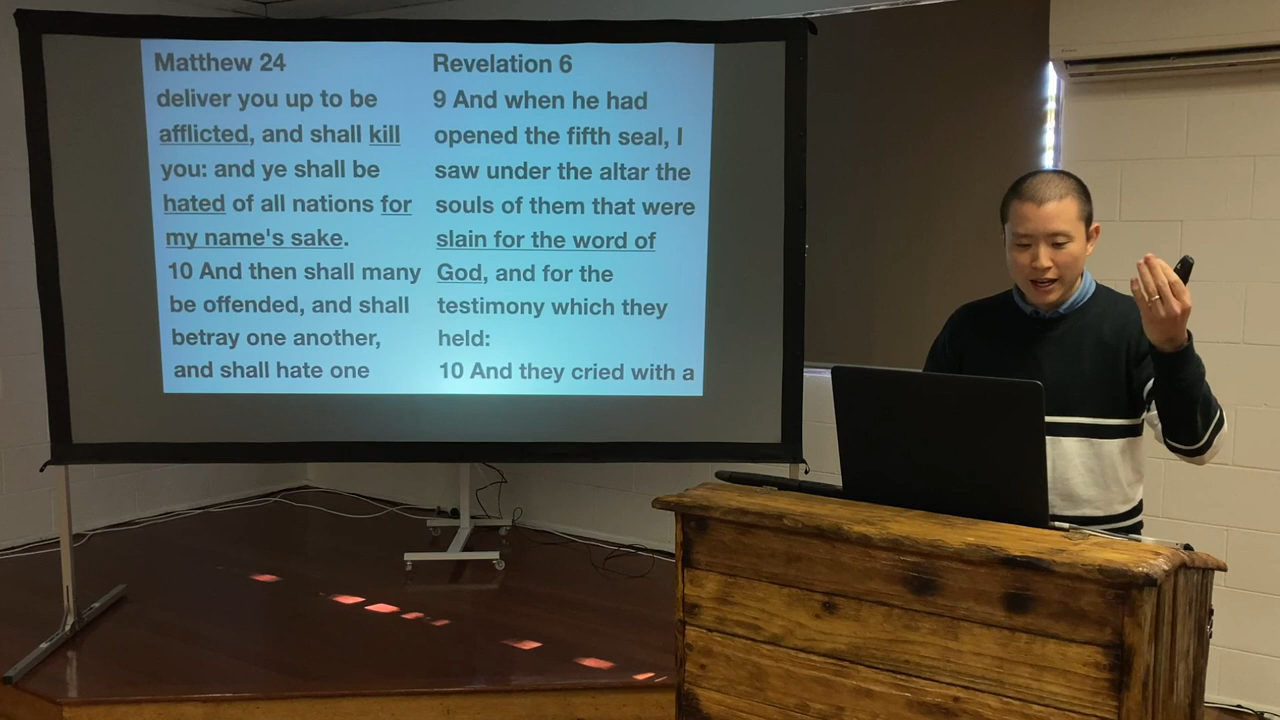 Matthew 24
deliver you up to be
afflicted, and shall kill
you: and ye shall be
hated of all nations for
my name's sake.
10 And then shall many
be offended, and shall
betray one another,
and shall hate one
Revelation 6
9 And when he had
opened the fifth seal, I
saw under the altar the
souls of them that were
slain for the word of
God, and for the
testimony which they
held:
10 And they cried with a